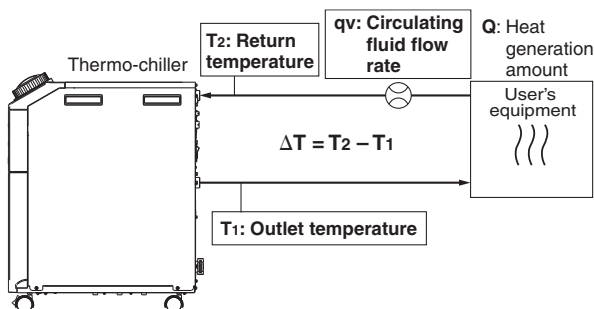 Thermo-chiller
T2: Return
temperature
qv: Circulating
fluid flow
rate
Q: Heat
generation
amount
User's
equipment
ΔT = T2 – T1
T1: Outlet temperature